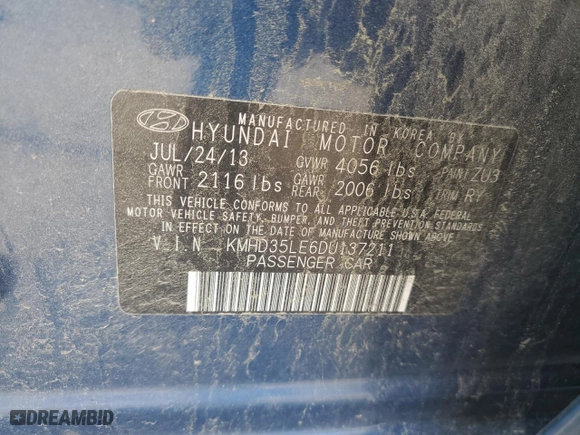 MANUFACTURED IN KOREA BY
HYUNDAI MOTOR COMPANY
JUL/24/13 GVWR 4056 lbs PAINT ZU3
GAWR FRONT 2116 lbs GAWR REAR 2006 lbs TRIM RY
THIS VEHICLE CONFORMS TO ALL APPLICABLE U.S.A. FEDERAL
MOTOR VEHICLE SAFETY, BUMPER, AND THEFT PREVENTION
STANDARDS IN EFFECT ON THE DATE OF MANUFACTURE SHOWN ABOVE.
V I N KMHD35LE6DU137211
PASSENGER CAR
DREAMBID